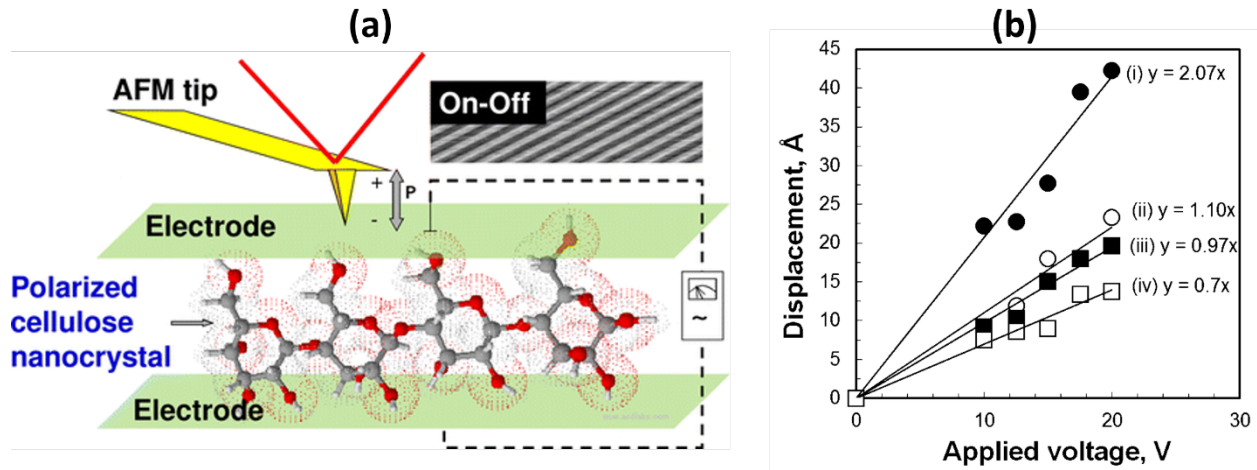 (a)
AFM tip
On-Off
+
P
-
Electrode
Polarized
cellulose
nanocrystal
~
Electrode
(b)
Displacement, Å
45
40
35
30
25
20
15
10
5
0
0
10
20
30
Applied voltage, V
(i) y = 2.07x
(ii) y = 1.10x
(iii) y = 0.97x
(iv) y = 0.7x